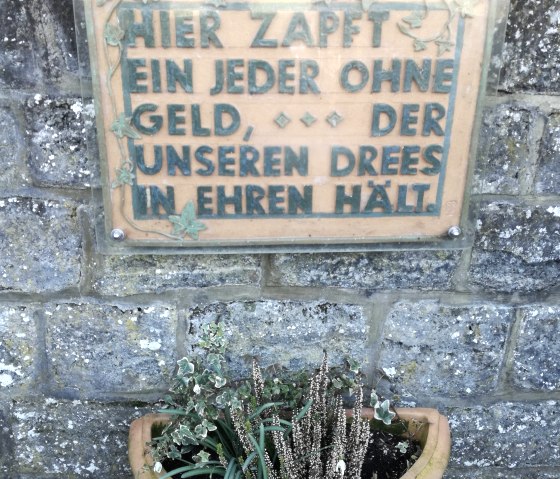 HIER ZAPFT
EIN JEDER OHNE
GELD, ... DER
UNSEREN DREES
IN EHREN HÄLT.